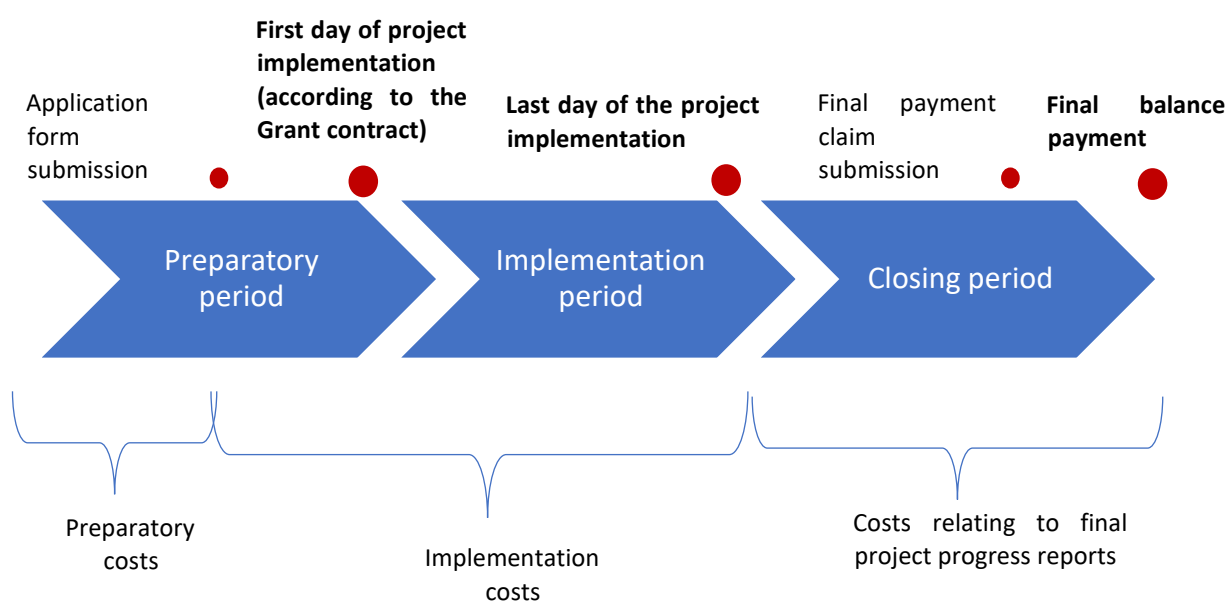 Application
form
submission
First day of project
implementation
(according to the
Grant contract)
Last day of the project
implementation
Final payment
claim
submission
Final balance
payment
Preparatory
period
Implementation
period
Closing period
Preparatory
costs
Implementation
costs
Costs relating to final
project progress reports